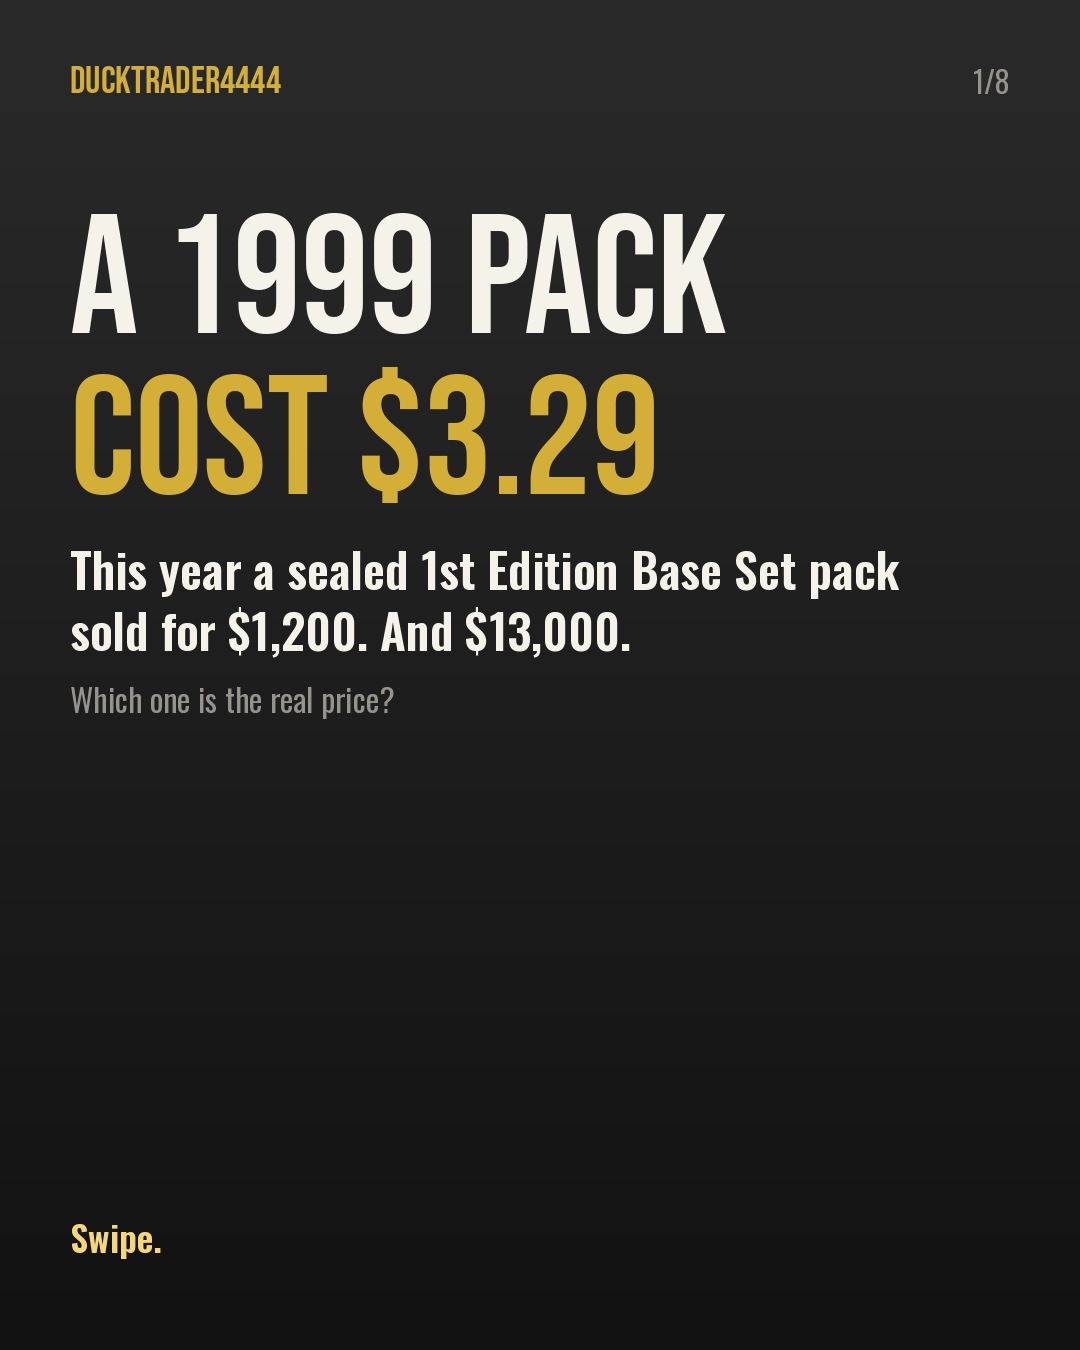 DUCKTRADER4444
1/8
A 1999 PACK
COST $3.29
This year a sealed 1st Edition Base Set pack
sold for $1,200. And $13,000.
Which one is the real price?
Swipe.